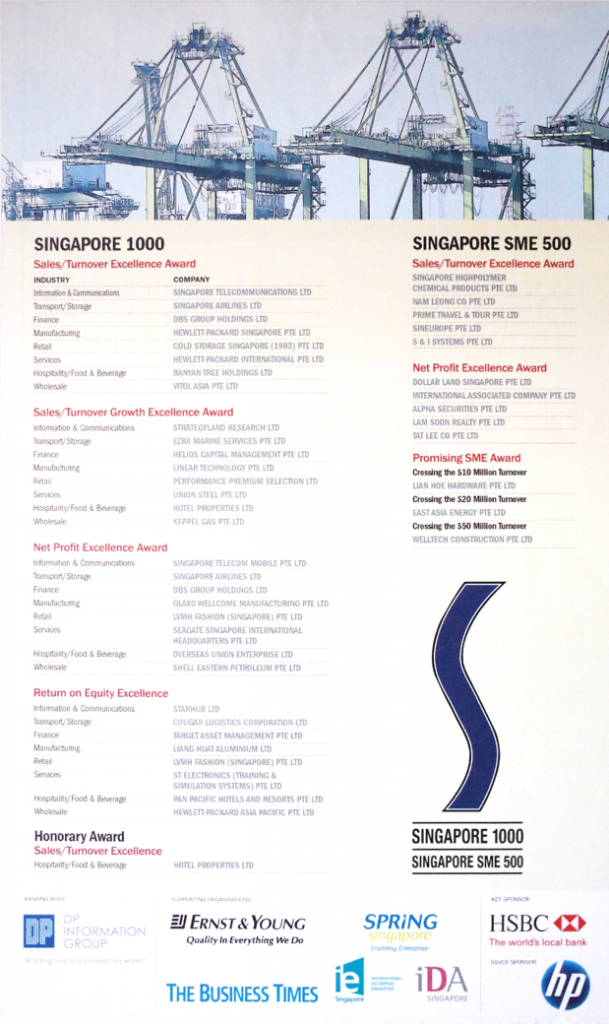 SINGAPORE 1000
Sales/Turnover Excellence Award
INDUSTRY COMPANY
Information & Communications SINGAPORE TELECOMMUNICATIONS LTD
Transport/Storage SINGAPORE AIRLINES LTD
Finance DBS GROUP HOLDINGS LTD
Manufacturing HEWLETT-PACKARD SINGAPORE PTE LTD
Retail COLD STORAGE SINGAPORE (1983) PTE LTD
Services HEWLETT-PACKARD INTERNATIONAL PTE LTD
Hospitality/Food & Beverage BANYAN TREE HOLDINGS LTD
Wholesale VITOL ASIA PTE LTD
Sales/Turnover Growth Excellence Award
Information & Communications STRATEGYLAND RESEARCH LTD
Transport/Storage EZRA MARINE SERVICES PTE LTD
Finance HELIOS CAPITAL MANAGEMENT PTE LTD
Manufacturing LINEAR TECHNOLOGY PTE LTD
Retail PERFORMANCE PREMIUM SELECTION LTD
Services UNION STEEL PTE LTD
Hospitality/Food & Beverage HOTEL PROPERTIES LTD
Wholesale KEPPEL GAS PTE LTD
Net Profit Excellence Award
Information & Communications SINGAPORE TELECOM MOBILE PTE LTD
Transport/Storage SINGAPORE AIRLINES LTD
Finance DBS GROUP HOLDINGS LTD
Manufacturing GLAXO WELLCOME MANUFACTURING PTE LTD
Retail LVMH FASHION (SINGAPORE) PTE LTD
Services SEAGATE SINGAPORE INTERNATIONAL
HEADQUARTERS PTE LTD
Hospitality/Food & Beverage OVERSEAS UNION ENTERPRISE LTD
Wholesale SHELL EASTERN PETROLEUM PTE LTD
Return on Equity Excellence
Information & Communications STARHUB LTD
Transport/Storage COUGAR LOGISTICS CORPORATION LTD
Finance TARGET ASSET MANAGEMENT PTE LTD
Manufacturing LIANG HUAT ALUMINIUM LTD
Retail LVMH FASHION (SINGAPORE) PTE LTD
Services ST ELECTRONICS (TRAINING &
SIMULATION SYSTEMS) PTE LTD
Hospitality/Food & Beverage PAN PACIFIC HOTELS AND RESORTS PTE LTD
Wholesale HEWLETT-PACKARD ASIA PACIFIC PTE LTD
Honorary Award
Sales/Turnover Excellence
Hospitality/Food & Beverage HOTEL PROPERTIES LTD
SINGAPORE SME 500
Sales/Turnover Excellence Award
SINGAPORE HIGHPOLYMER
CHEMICAL PRODUCTS PTE LTD
NAM LEONG CO PTE LTD
PRIME TRAVEL & TOUR PTE LTD
SINEUROPE PTE LTD
S & I SYSTEMS PTE LTD
Net Profit Excellence Award
DOLLAR LAND SINGAPORE PTE LTD
INTERNATIONAL ASSOCIATED COMPANY PTE LTD
ALPHA SECURITIES PTE LTD
LAM SOON REALTY PTE LTD
TAT LEE CO PTE LTD
Promising SME Award
Crossing the $10 Million Turnover
LIAN HOE HARDWARE PTE LTD
Crossing the $20 Million Turnover
EAST ASIA ENERGY PTE LTD
Crossing the $50 Million Turnover
WELLTECH CONSTRUCTION PTE LTD
SINGAPORE 1000
SINGAPORE SME 500
RANKING BODY
DP
DP
INFORMATION
GROUP
"Building trust in a connected world"
SUPPORTING ORGANISATIONS
ERNST & YOUNG
Quality In Everything We Do
SPRiNG
singapore
Enabling Enterprise
THE BUSINESS TIMES
ie
Singapore
INTERNATIONAL
ENTERPRISE
SINGAPORE
iDA
SINGAPORE
KEY SPONSOR
HSBC
The world's local bank
SILVER SPONSOR
hp